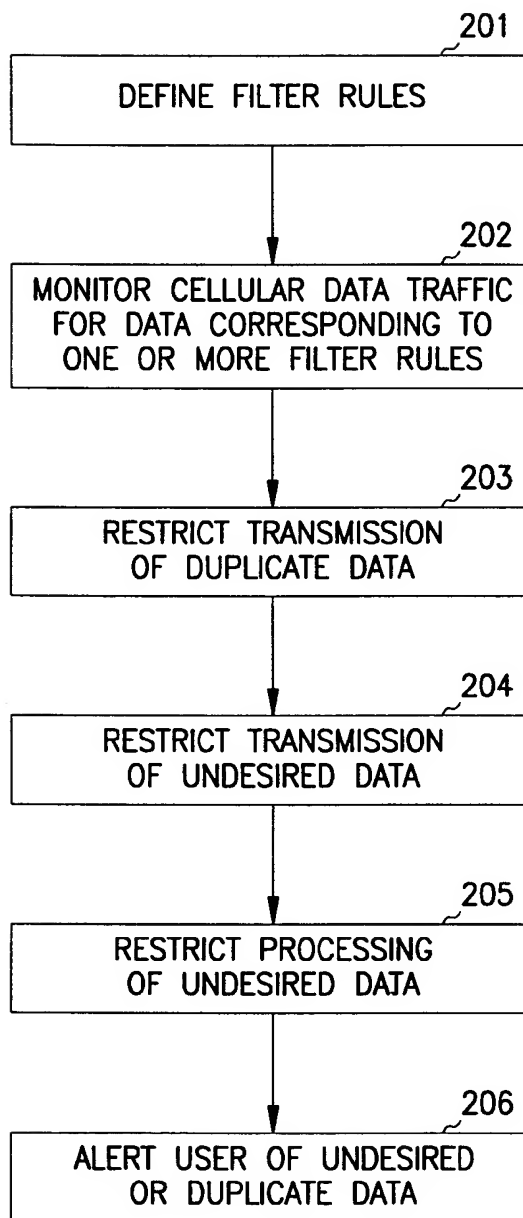 201
DEFINE FILTER RULES
202
MONITOR CELLULAR DATA TRAFFIC
FOR DATA CORRESPONDING TO
ONE OR MORE FILTER RULES
203
RESTRICT TRANSMISSION
OF DUPLICATE DATA
204
RESTRICT TRANSMISSION
OF UNDESIRED DATA
205
RESTRICT PROCESSING
OF UNDESIRED DATA
206
ALERT USER OF UNDESIRED
OR DUPLICATE DATA